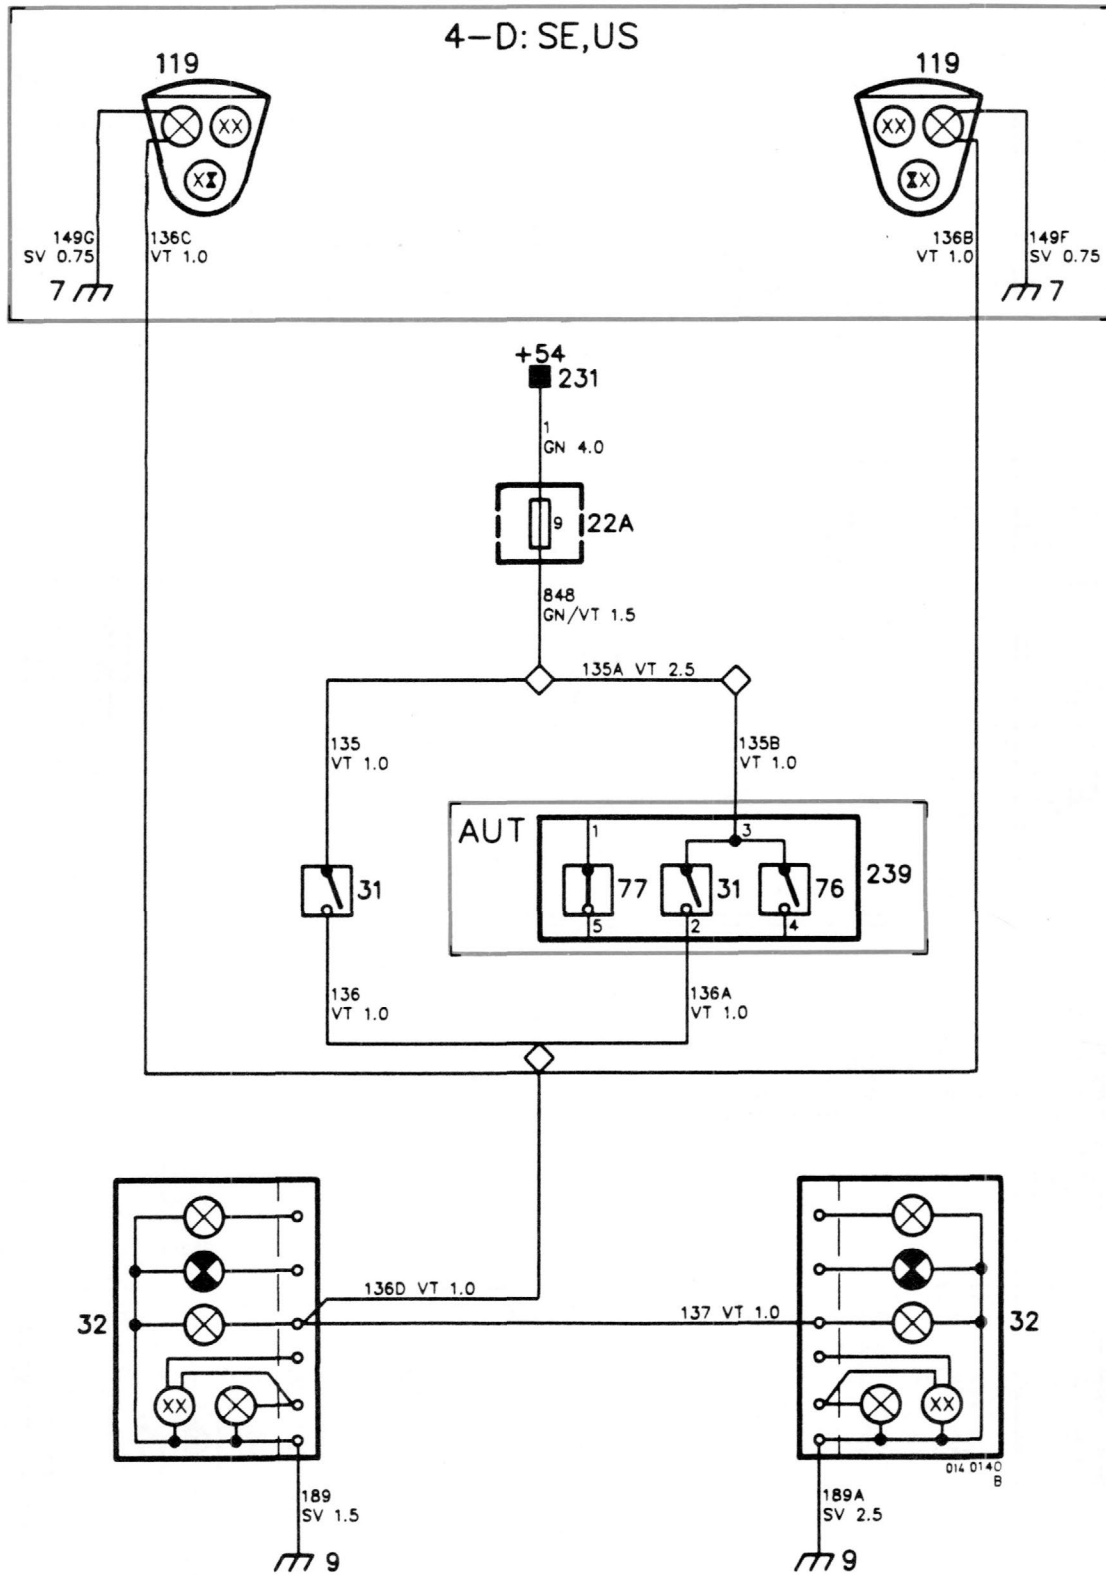 4-D: SE,US
119
119
XX
XX
X
X
149G
SV 0.75
136C
VT 1.0
136B
VT 1.0
149F
SV 0.75
7
7
+54
231
1
GN 4.0
9
22A
848
GN/VT 1.5
135A VT 2.5
135
VT 1.0
135B
VT 1.0
AUT
1
3
31
77
31
76
239
5
2
4
136
VT 1.0
136A
VT 1.0
136D VT 1.0
137 VT 1.0
32
32
XX
XX
014 0140
B
189
SV 1.5
189A
SV 2.5
9
9